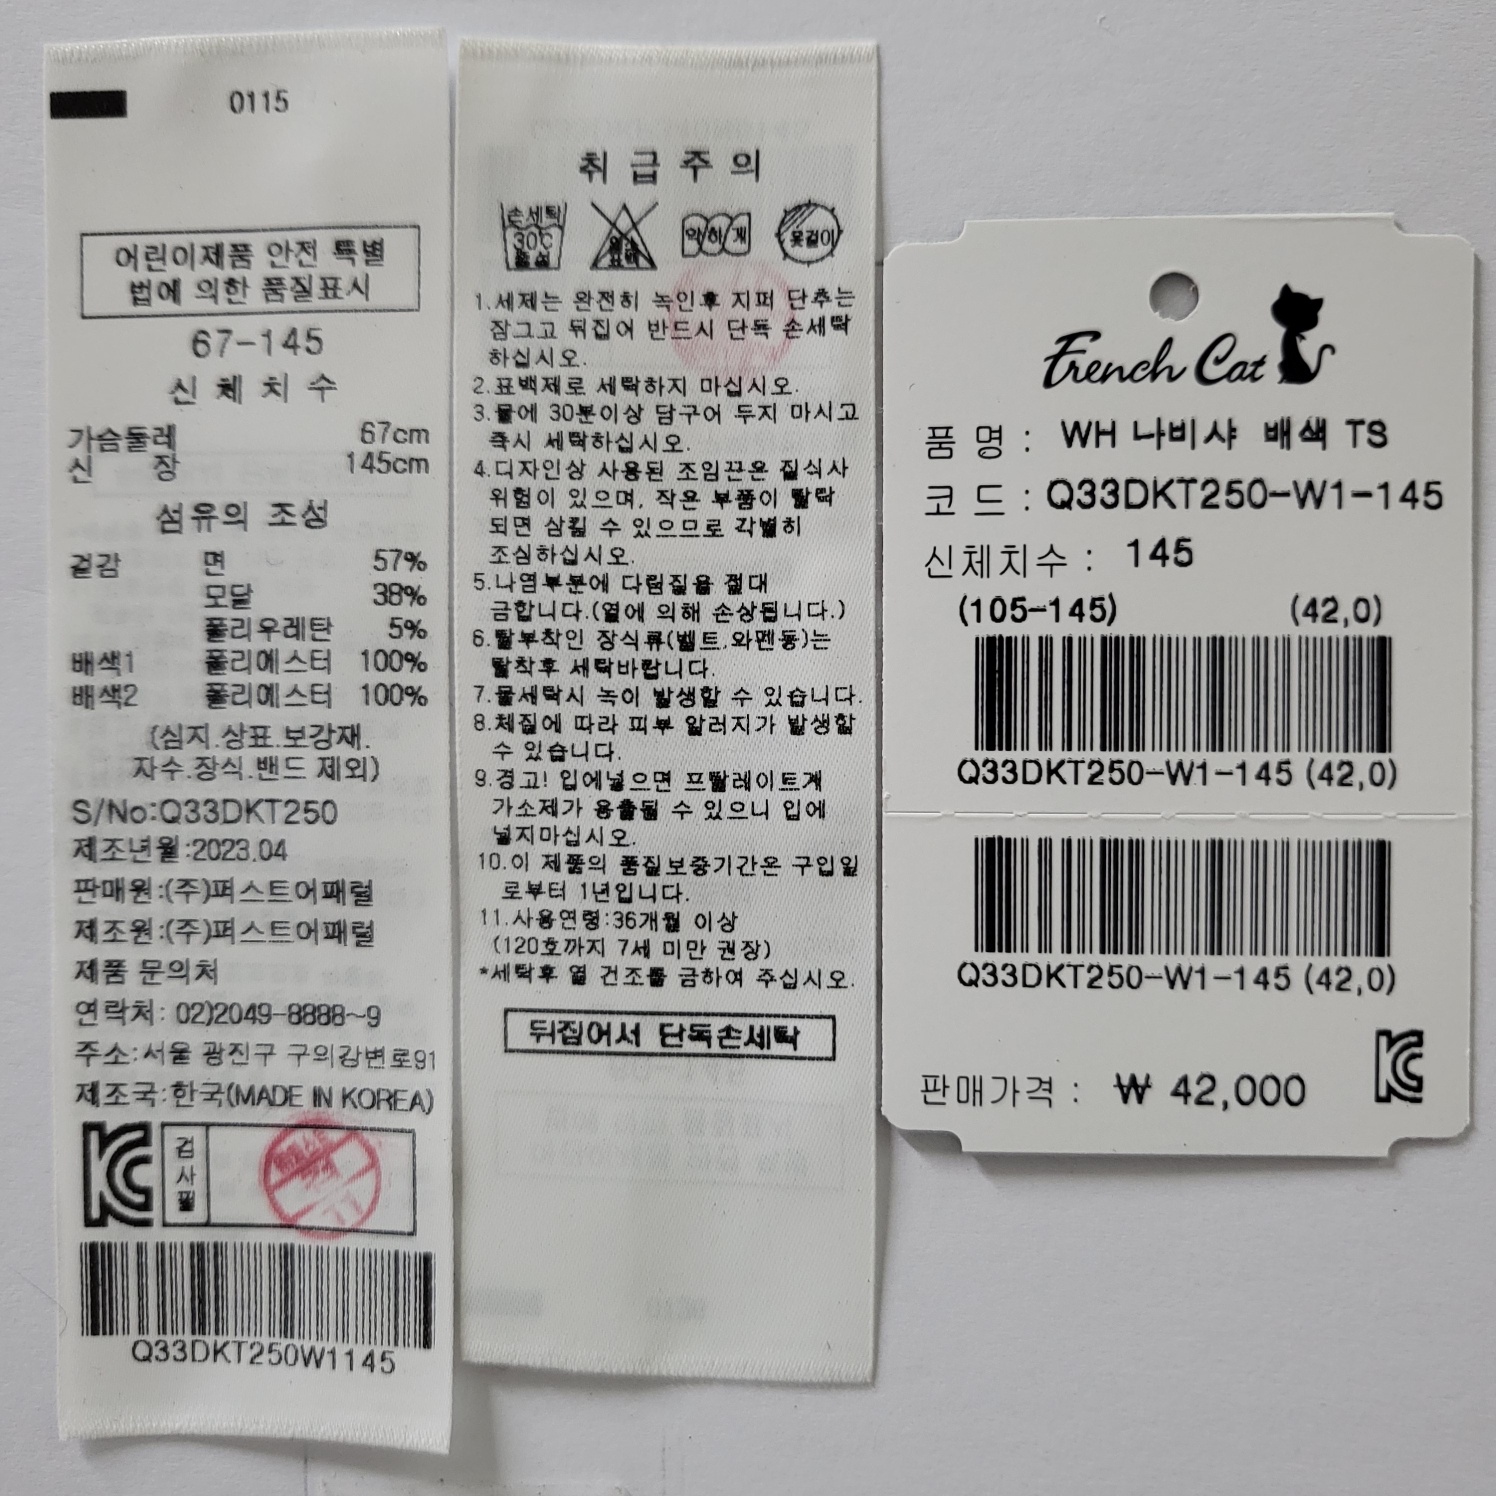 0115
어린이제품 안전 특별
법에 의한 품질표시
67-145
신 체 치 수
가슴둘레 67cm
신 장 145cm
섬유의 조성
겉감 면 57%
모달 38%
폴리우레탄 5%
배색1 폴리에스터 100%
배색2 폴리에스터 100%
(심지.상표.보강재.
자수.장식.밴드 제외)
S/No:Q33DKT250
제조년월:2023.04
판매원:(주)퍼스트어패럴
제조원:(주)퍼스트어패럴
제품 문의처
연락처: 02)2049-8888~9
주소:서울 광진구 구의강변로91
제조국:한국(MADE IN KOREA)
검사필
Q33DKT250W1145
취 급 주 의
손세탁
30℃
중성
약하게
옷걸이
1.세제는 완전히 녹인후 지퍼 단추는
잠그고 뒤집어 반드시 단독 손세탁
하십시오.
2.표백제로 세탁하지 마십시오.
3.물에 30분이상 담구어 두지 마시고
즉시 세탁하십시오.
4.디자인상 사용된 조임끈은 질식사
위험이 있으며, 작은 부품이 탈락
되면 삼킬 수 있으므로 각별히
조심하십시오.
5.나염부분에 다림질을 절대
금합니다.(열에 의해 손상됩니다.)
6.탈부착인 장식류(벨트,와펜등)는
탈착후 세탁바랍니다.
7.물세탁시 녹이 발생할 수 있습니다.
8.체질에 따라 피부 알러지가 발생할
수 있습니다.
9.경고! 입에넣으면 프탈레이트계
가소제가 용출될 수 있으니 입에
넣지마십시오.
10.이 제품의 품질보증기간은 구입일
로부터 1년입니다.
11.사용연령:36개월 이상
(120호까지 7세 미만 권장)
*세탁후 열 건조를 금하여 주십시오.
뒤집어서 단독손세탁
French Cat
품 명 : WH 나비샤 배색 TS
코 드 : Q33DKT250-W1-145
신체치수 : 145
(105-145) (42,0)
Q33DKT250-W1-145 (42,0)
Q33DKT250-W1-145 (42,0)
판매가격 : ₩ 42,000